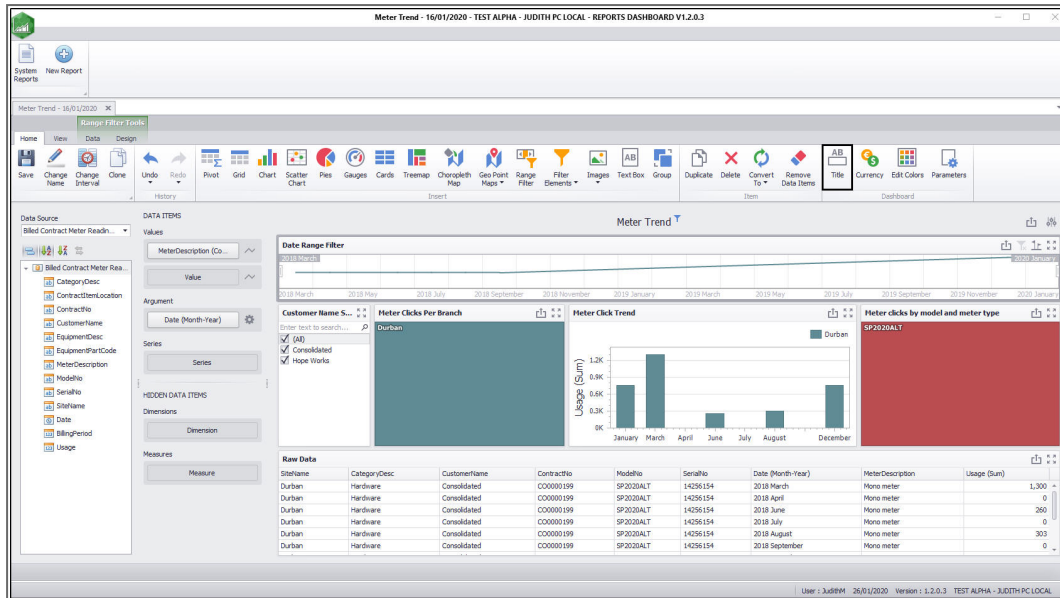 Meter Trend - 16/01/2020 - TEST ALPHA - JUDITH PC LOCAL - REPORTS DASHBOARD V1.2.0.3
System Reports
New Report
Meter Trend - 16/01/2020
Range Filter Tools
Home View Data Design
Save Change Name Change Interval Clone Undo Redo Pivot Grid Chart Scatter Chart Pies Gauges Cards Treemap Choropleth Map Geo Point Maps Range Filter Filter Elements Images Text Box Group Duplicate Delete Convert To Remove Data Items Title Currency Edit Colors Parameters
History Insert Item Dashboard
Data Source
Billed Contract Meter Readin...
Billed Contract Meter Rea...
CategoryDesc
ContractItemLocation
ContractNo
CustomerName
EquipmentDesc
EquipmentPartCode
MeterDescription
ModelNo
SerialNo
SiteName
Date
BillingPeriod
Usage
DATA ITEMS
Values
MeterDescription (Co...
Value
Argument
Date (Month-Year)
Series
Series
HIDDEN DATA ITEMS
Dimensions
Dimension
Measures
Measure
Meter Trend
Date Range Filter
2018 March 2020 January
2018 March 2018 May 2018 July 2018 September 2018 November 2019 January 2019 March 2019 May 2019 July 2019 September 2019 November 2020 January
Customer Name S...
Enter text to search...
(All)
Consolidated
Hope Works
Meter Clicks Per Branch
Durban
Meter Click Trend
Durban
Usage (Sum)
1.2K
0.9K
0.6K
0.3K
0K
January March April June July August December
Meter clicks by model and meter type
SP2020ALT
Raw Data
SiteName CategoryDesc CustomerName ContractNo ModelNo SerialNo Date (Month-Year) MeterDescription Usage (Sum)
Durban Hardware Consolidated CO0000199 SP2020ALT 14256154 2018 March Mono meter 1,300
Durban Hardware Consolidated CO0000199 SP2020ALT 14256154 2018 April Mono meter 0
Durban Hardware Consolidated CO0000199 SP2020ALT 14256154 2018 June Mono meter 260
Durban Hardware Consolidated CO0000199 SP2020ALT 14256154 2018 July Mono meter 0
Durban Hardware Consolidated CO0000199 SP2020ALT 14256154 2018 August Mono meter 303
Durban Hardware Consolidated CO0000199 SP2020ALT 14256154 2018 September Mono meter 0
User : JudithM 26/01/2020 Version : 1.2.0.3 TEST ALPHA - JUDITH PC LOCAL